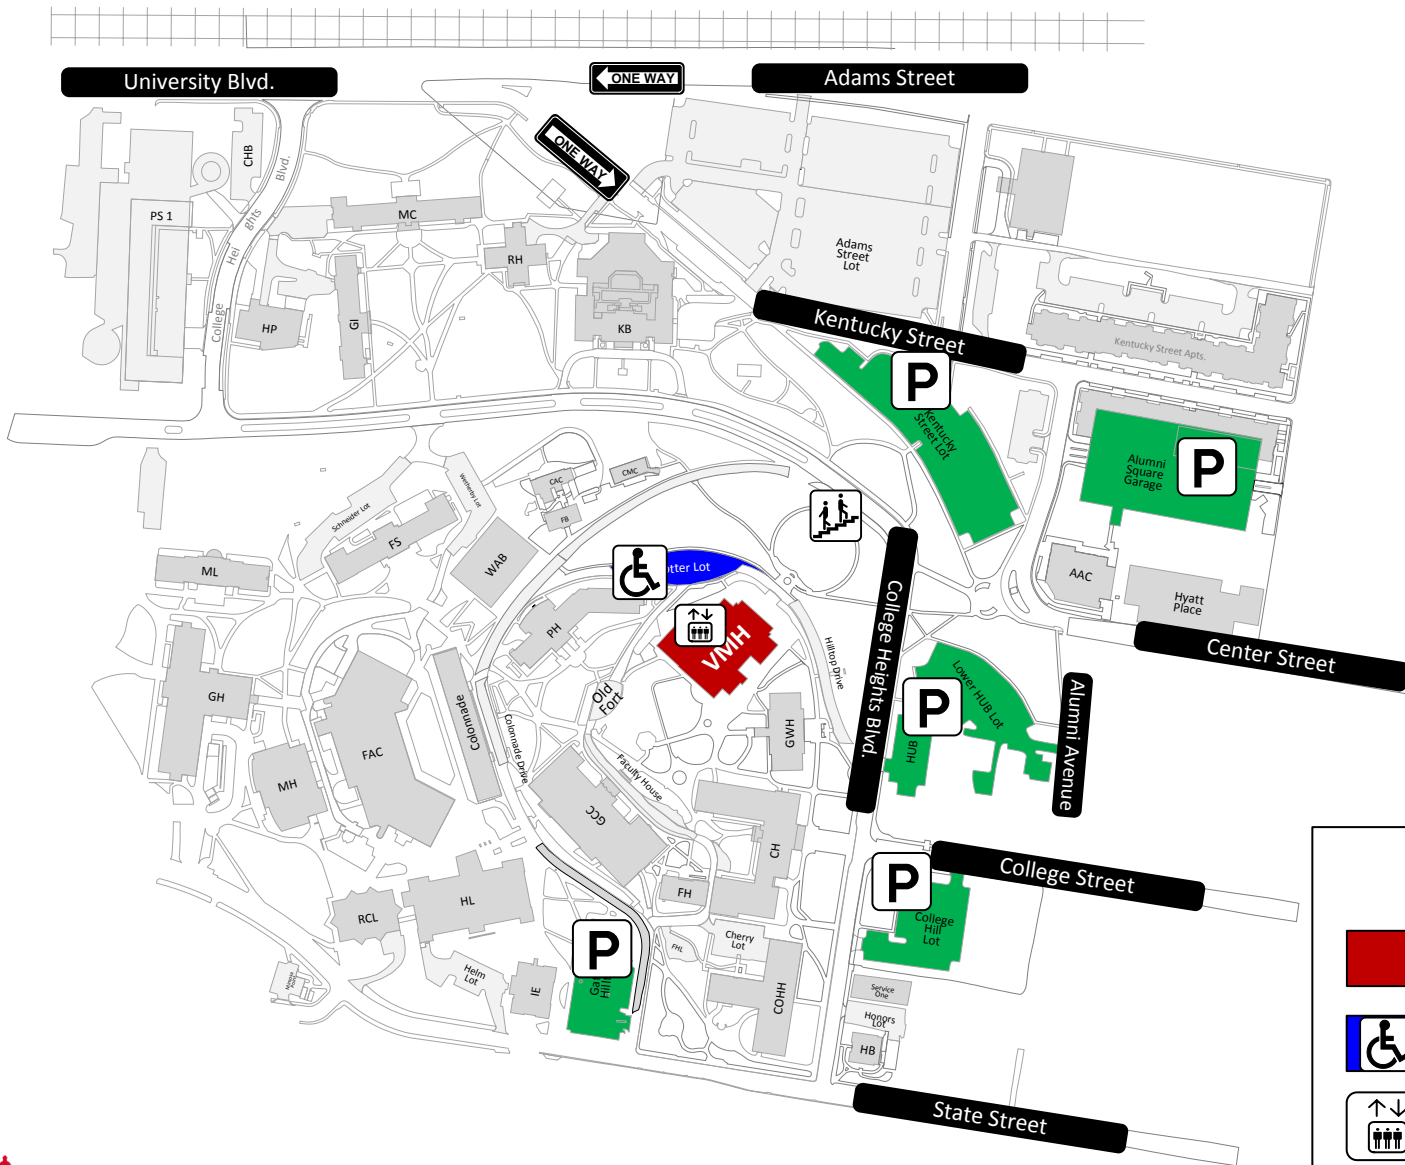 University Blvd.
ONE WAY
Adams Street
ONE WAY
CHB
Blvd.
ghts
Hei
College
PS 1
MC
RH
Adams
Street
Lot
HP
GI
KB
Kentucky Street
Kentucky Street Apts.
P
Kentucky
Street Lot
Alumni
Square
Garage
P
CAC
CMC
FB
Wetherby Lot
Schneider Lot
FS
WAB
ML
otter Lot
AAC
Hyatt
Place
PH
VMH
College Heights Blvd.
Center Street
Hilltop Drive
Lower HUB Lot
P
HUB
Alumni Avenue
GH
Colonnade
Old
Fort
GWH
Colonnade Drive
FAC
MH
Faculty House
GCC
CH
College Street
P
College
Hill
Lot
FH
HL
RCL
Cherry
Lot
FHL
P
Hill
Helm
Lot
IE
COHH
Service
One
Honors
Lot
HB
State Street